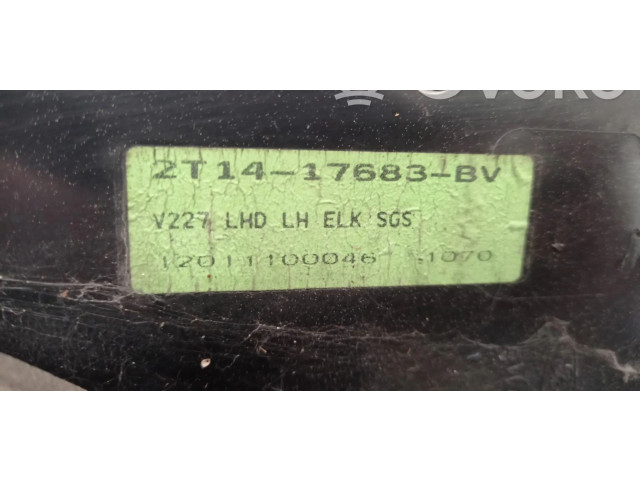 2T14-17683-BV
V227 LHD LH ELK SGS
12011100046 1070